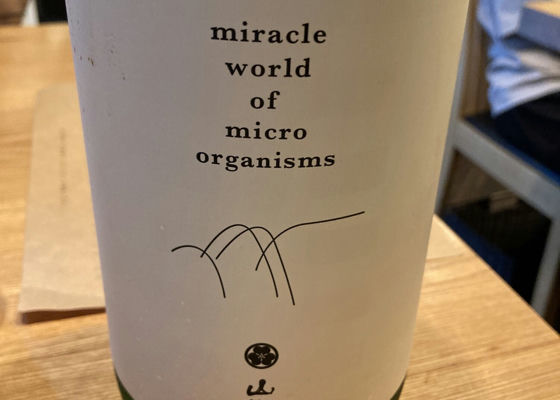 miracle
world
of
micro
organisms
山